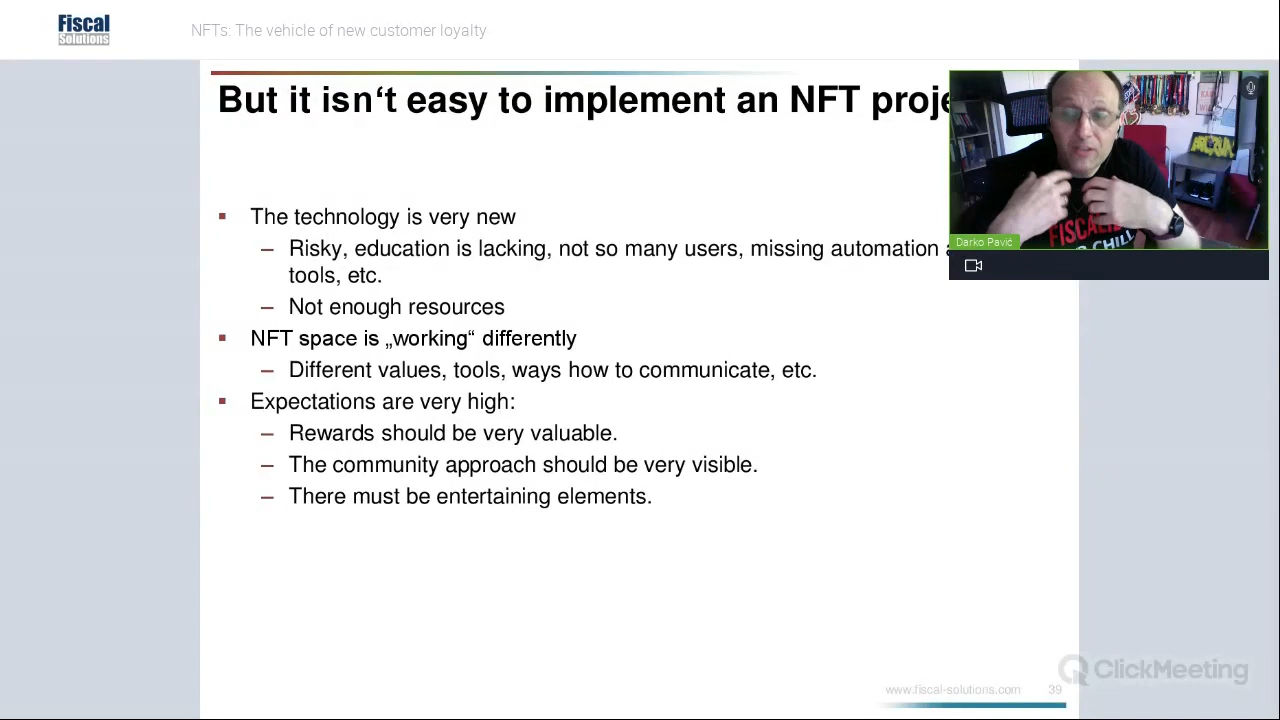 Fiscal
Solutions
NFTs: The vehicle of new customer loyalty
But it isn‘t easy to implement an NFT proje
▪ The technology is very new
– Risky, education is lacking, not so many users, missing automation a
tools, etc.
– Not enough resources
▪ NFT space is „working“ differently
– Different values, tools, ways how to communicate, etc.
▪ Expectations are very high:
– Rewards should be very valuable.
– The community approach should be very visible.
– There must be entertaining elements.
Darko Pavić
CHILL
ClickMeeting
www.fiscal-solutions.com 39